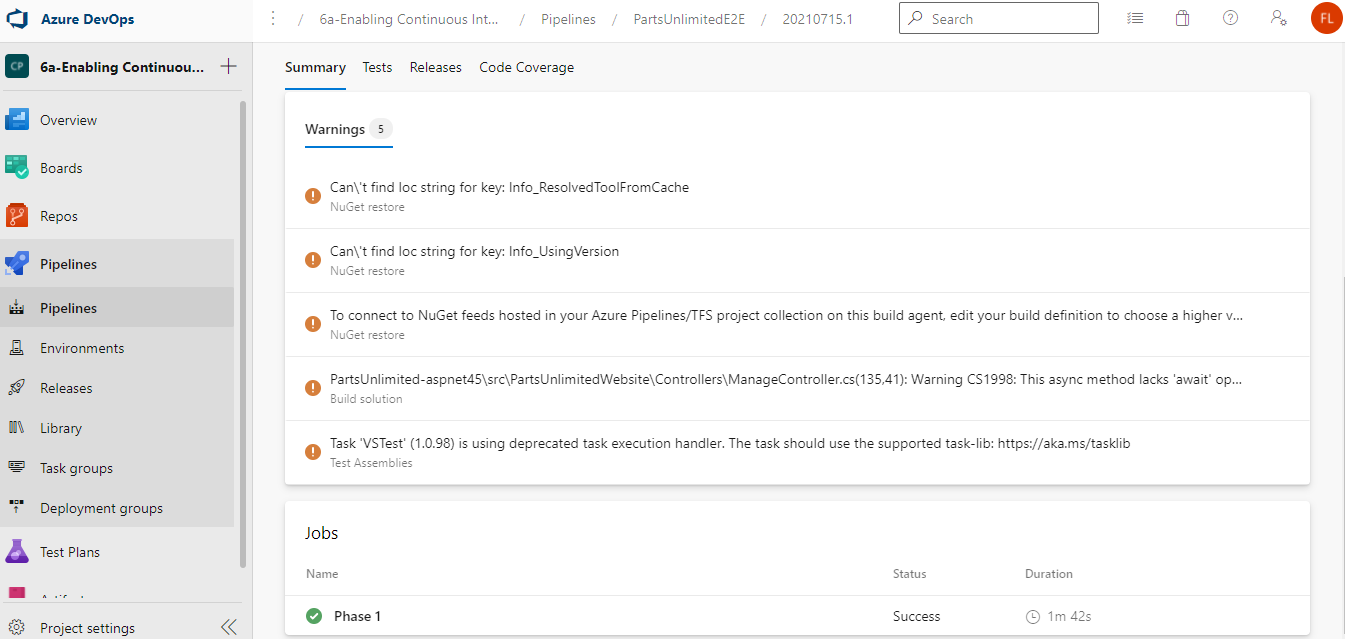 Azure DevOps
/ 6a-Enabling Continuous Int... / Pipelines / PartsUnlimitedE2E / 20210715.1
Search
FL
CP 6a-Enabling Continuou...
Overview
Boards
Repos
Pipelines
Pipelines
Environments
Releases
Library
Task groups
Deployment groups
Test Plans
Project settings
Summary Tests Releases Code Coverage
Warnings 5
Can\'t find loc string for key: Info_ResolvedToolFromCache
NuGet restore
Can\'t find loc string for key: Info_UsingVersion
NuGet restore
To connect to NuGet feeds hosted in your Azure Pipelines/TFS project collection on this build agent, edit your build definition to choose a higher v...
NuGet restore
PartsUnlimited-aspnet45\src\PartsUnlimitedWebsite\Controllers\ManageController.cs(135,41): Warning CS1998: This async method lacks 'await' op...
Build solution
Task 'VSTest' (1.0.98) is using deprecated task execution handler. The task should use the supported task-lib: https://aka.ms/tasklib
Test Assemblies
Jobs
Name Status Duration
Phase 1 Success 1m 42s